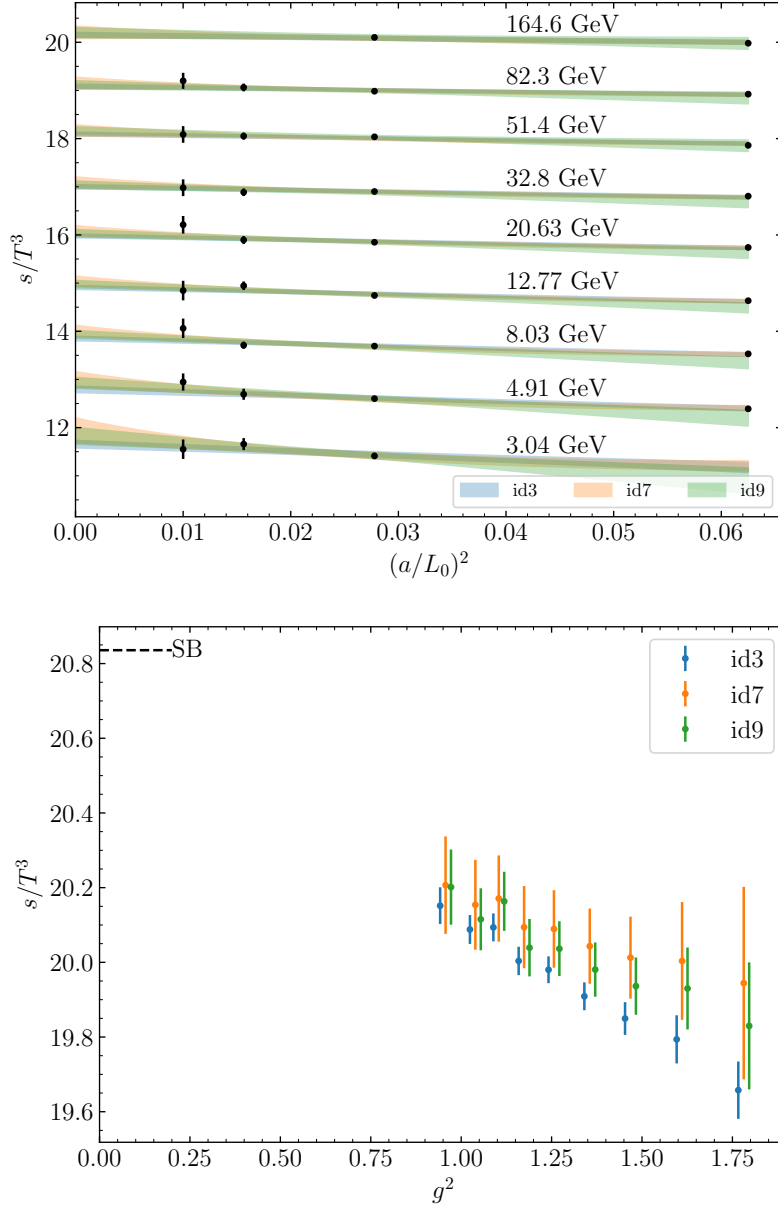 164.6 GeV
82.3 GeV
51.4 GeV
32.8 GeV
20.63 GeV
12.77 GeV
8.03 GeV
4.91 GeV
3.04 GeV
s/T³
20
18
16
14
12
id3 id7 id9
0.00 0.01 0.02 0.03 0.04 0.05 0.06
(a/L₀)²
SB
id3
id7
id9
s/T³
20.8
20.6
20.4
20.2
20.0
19.8
19.6
0.00 0.25 0.50 0.75 1.00 1.25 1.50 1.75
g²